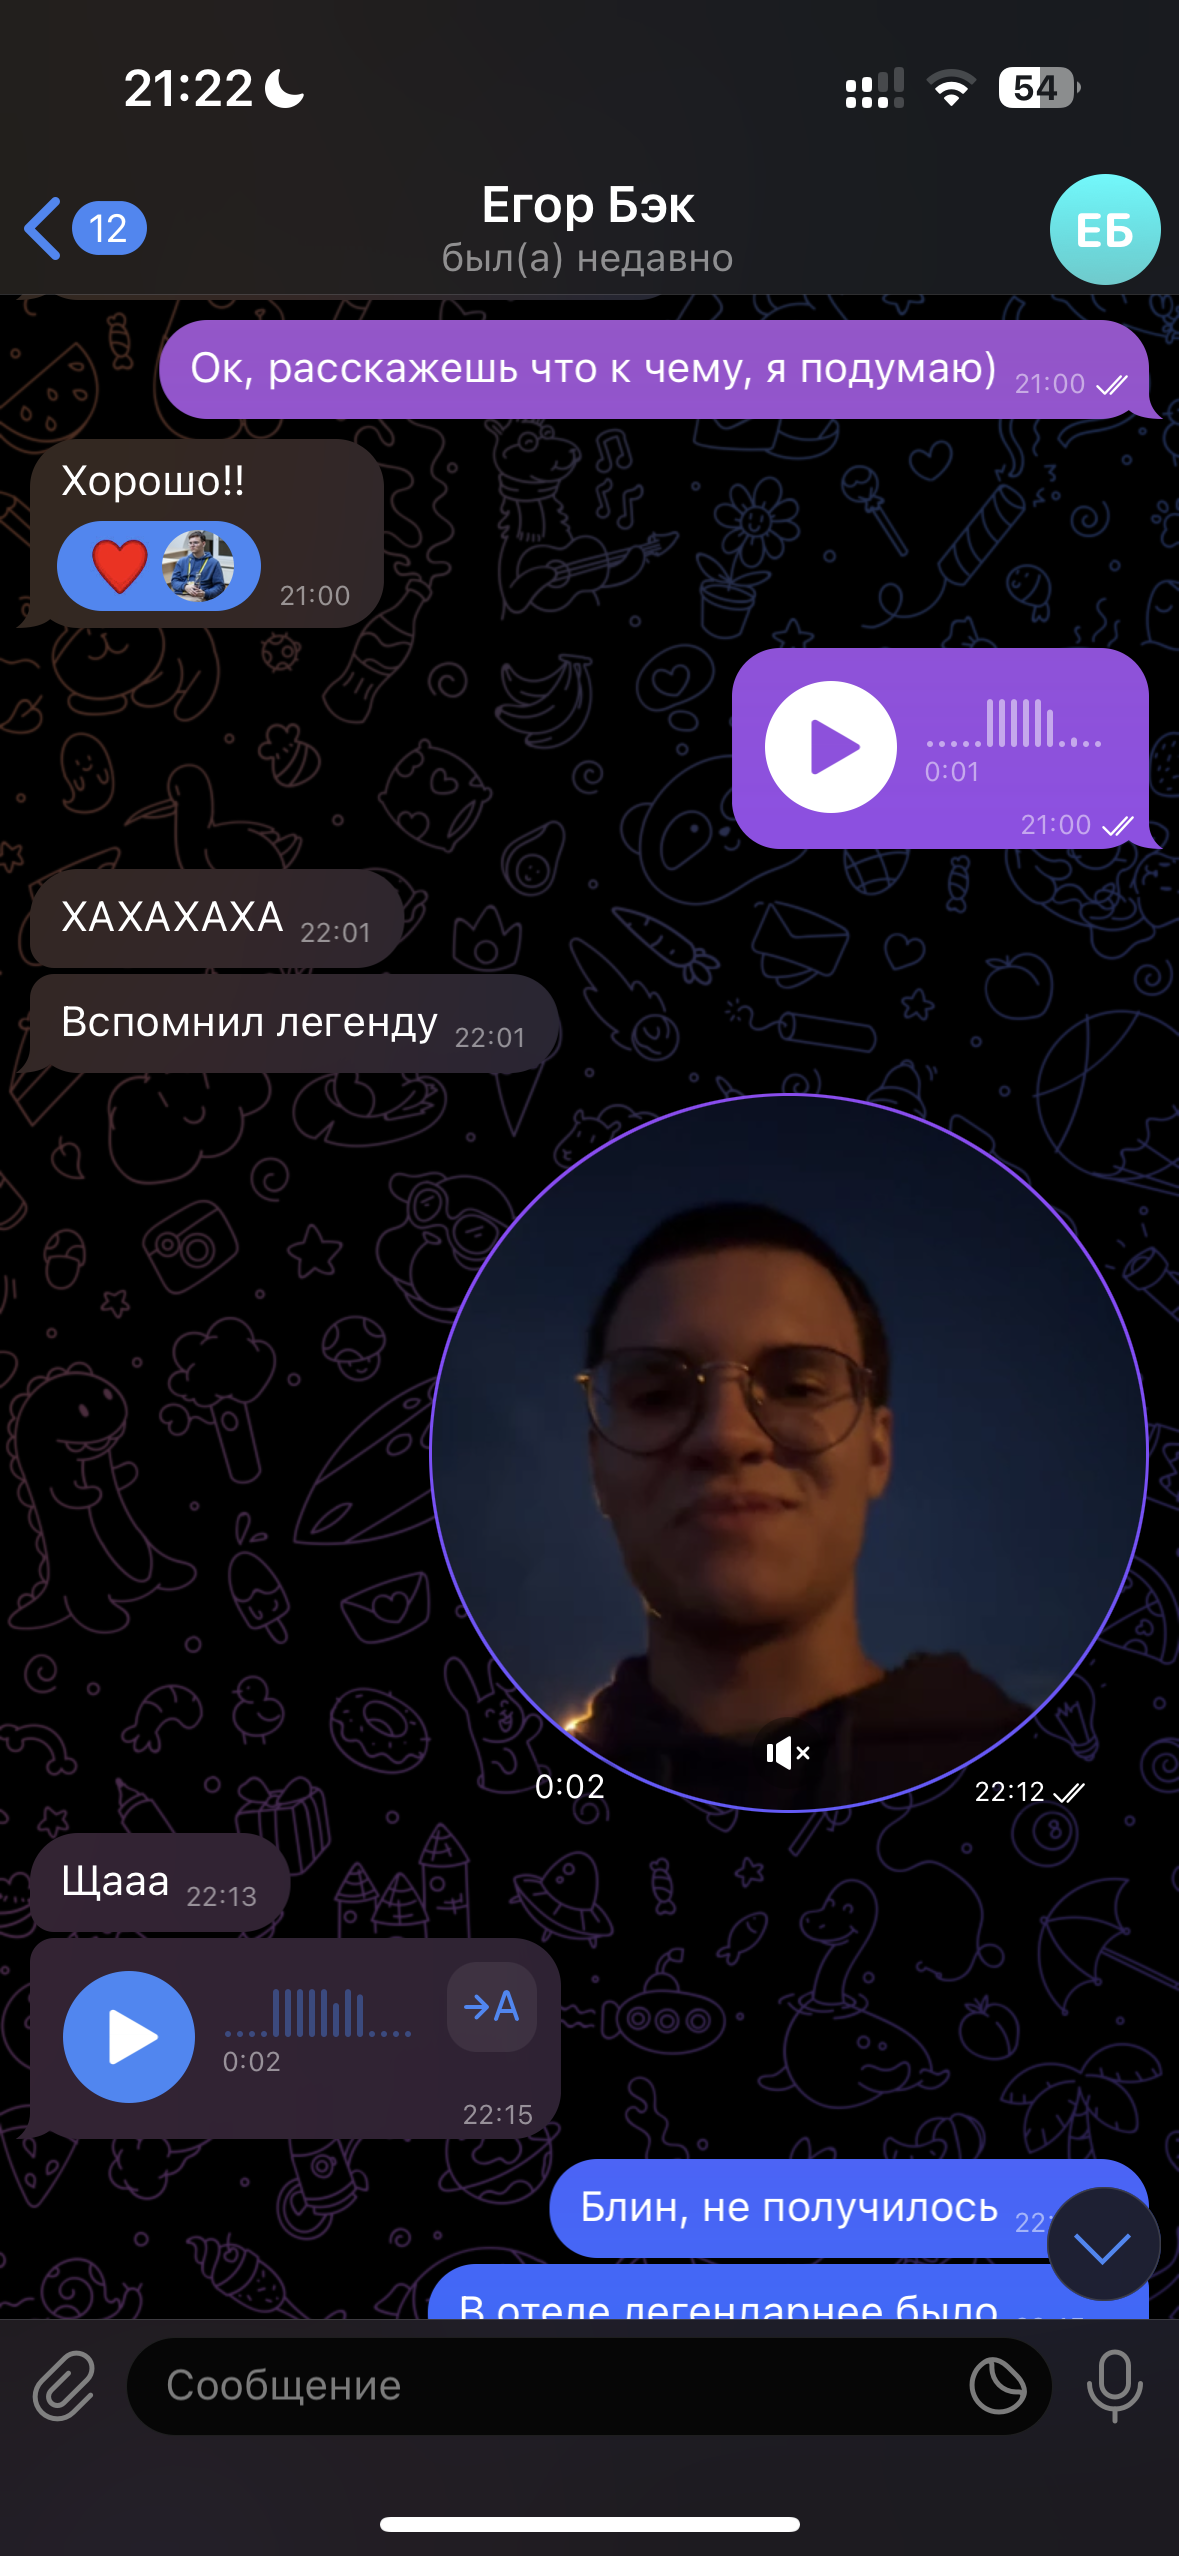 21:22
54
12
Егор Бэк
был(а) недавно
ЕБ
Ок, расскажешь что к чему, я подумаю) 21:00
Хорошо!!
21:00
0:01
21:00
ХАХАХАХА 22:01
Вспомнил легенду 22:01
0:02
22:12
Щааа 22:13
→A
0:02
22:15
Блин, не получилось 22:
В отеле легендарнее было
Сообщение